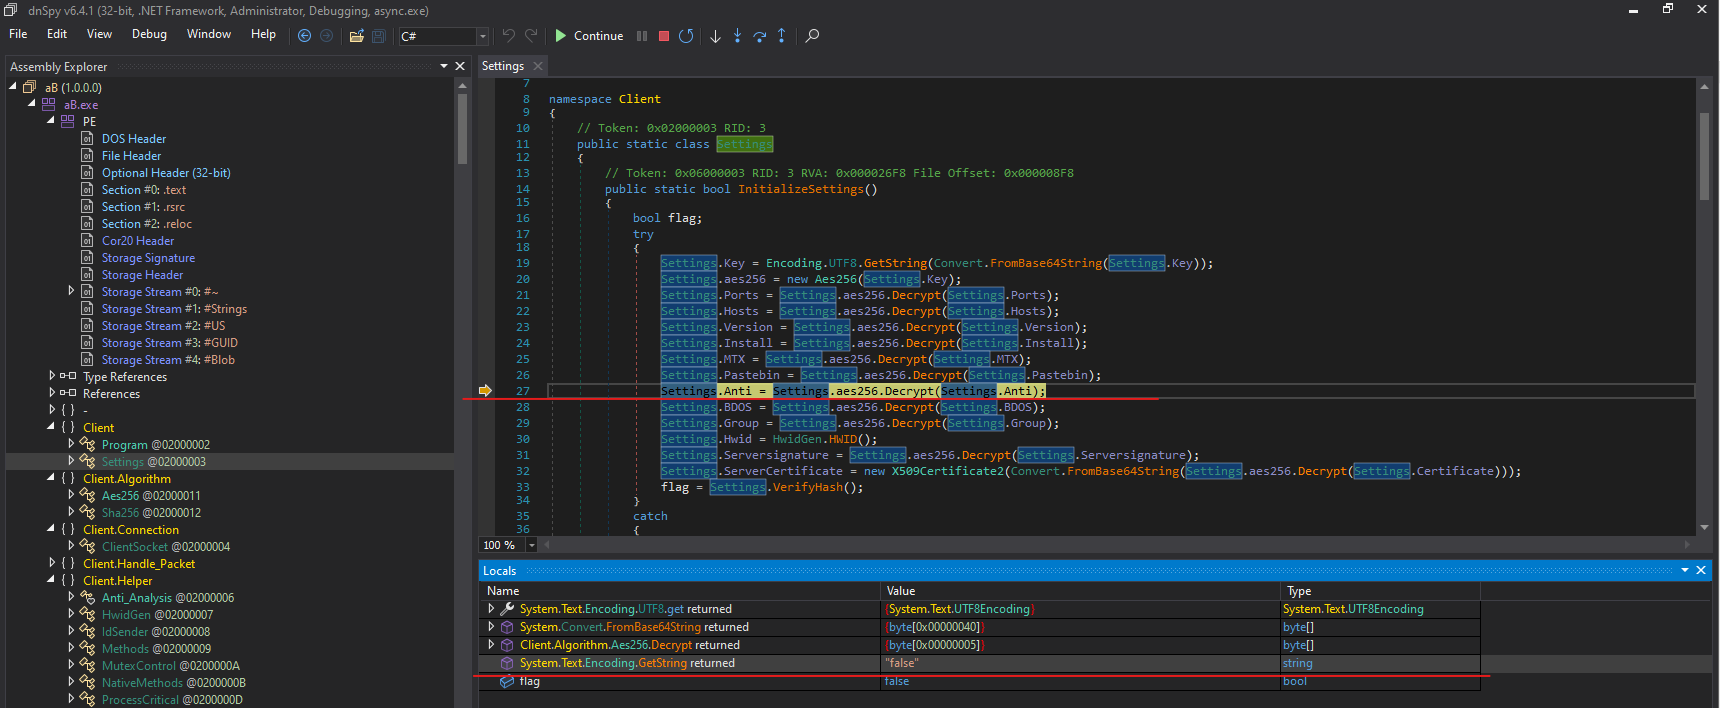 dnSpy v6.4.1 (32-bit, .NET Framework, Administrator, Debugging, async.exe)
File Edit View Debug Window Help C# Continue
Assembly Explorer
aB (1.0.0.0)
aB.exe
PE
DOS Header
File Header
Optional Header (32-bit)
Section #0: .text
Section #1: .rsrc
Section #2: .reloc
Cor20 Header
Storage Signature
Storage Header
Storage Stream #0: #~
Storage Stream #1: #Strings
Storage Stream #2: #US
Storage Stream #3: #GUID
Storage Stream #4: #Blob
Type References
References
{ } -
{ } Client
Program @02000002
Settings @02000003
{ } Client.Algorithm
Aes256 @02000011
Sha256 @02000012
{ } Client.Connection
ClientSocket @02000004
{ } Client.Handle_Packet
{ } Client.Helper
Anti_Analysis @02000006
HwidGen @02000007
IdSender @02000008
Methods @02000009
MutexControl @0200000A
NativeMethods @0200000B
ProcessCritical @0200000D
Settings
7
8 namespace Client
9 {
10 // Token: 0x02000003 RID: 3
11 public static class Settings
12 {
13 // Token: 0x06000003 RID: 3 RVA: 0x000026F8 File Offset: 0x000008F8
14 public static bool InitializeSettings()
15 {
16 bool flag;
17 try
18 {
19 Settings.Key = Encoding.UTF8.GetString(Convert.FromBase64String(Settings.Key));
20 Settings.aes256 = new Aes256(Settings.Key);
21 Settings.Ports = Settings.aes256.Decrypt(Settings.Ports);
22 Settings.Hosts = Settings.aes256.Decrypt(Settings.Hosts);
23 Settings.Version = Settings.aes256.Decrypt(Settings.Version);
24 Settings.Install = Settings.aes256.Decrypt(Settings.Install);
25 Settings.MTX = Settings.aes256.Decrypt(Settings.MTX);
26 Settings.Pastebin = Settings.aes256.Decrypt(Settings.Pastebin);
27 Settings.Anti = Settings.aes256.Decrypt(Settings.Anti);
28 Settings.BDOS = Settings.aes256.Decrypt(Settings.BDOS);
29 Settings.Group = Settings.aes256.Decrypt(Settings.Group);
30 Settings.Hwid = HwidGen.HWID();
31 Settings.Serversignature = Settings.aes256.Decrypt(Settings.Serversignature);
32 Settings.ServerCertificate = new X509Certificate2(Convert.FromBase64String(Settings.aes256.Decrypt(Settings.Certificate)));
33 flag = Settings.VerifyHash();
34 }
35 catch
36 {
100 %
Locals
Name Value Type
System.Text.Encoding.UTF8.get returned {System.Text.UTF8Encoding} System.Text.UTF8Encoding
System.Convert.FromBase64String returned {byte[0x00000040]} byte[]
Client.Algorithm.Aes256.Decrypt returned {byte[0x00000005]} byte[]
System.Text.Encoding.GetString returned "false" string
flag false bool